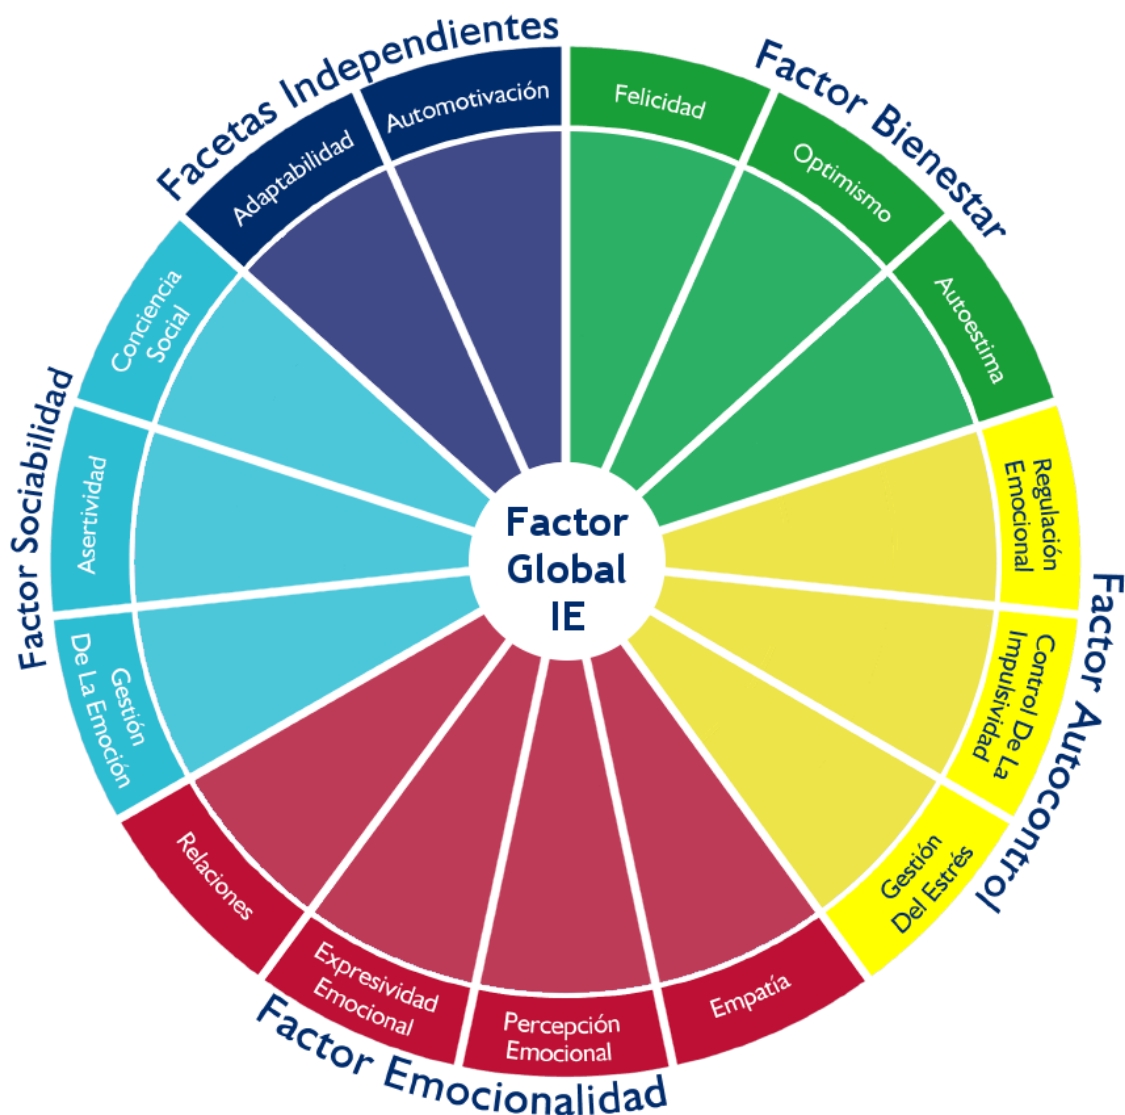 Facetas Independientes
Factor Bienestar
Automotivación
Felicidad
Adaptabilidad
Optimismo
Autoestima
Conciencia
Social
Regulación
Emocional
Factor Sociabilidad
Asertividad
Factor
Global
IE
Factor Autocontrol
Control De La
Impulsividad
Gestión
De La Emoción
Gestión
Del Estrés
Relaciones
Expresividad
Emocional
Percepción
Emocional
Empatía
Factor Emocionalidad